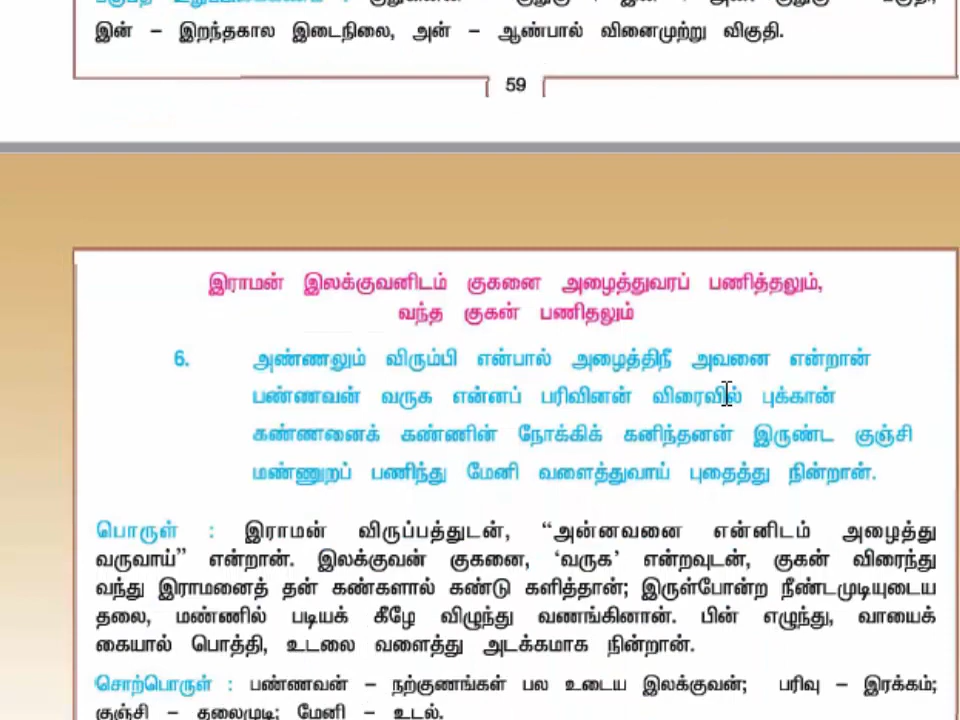 இன் – இறந்தகால இடைநிலை, அன் – ஆண்பால் வினைமுற்று விகுதி.
59
இராமன் இலக்குவனிடம் குகனை அழைத்துவரப் பணித்தலும்,
வந்த குகன் பணிதலும்
6. அண்ணலும் விரும்பி என்பால் அழைத்திநீ அவனை என்றான்
பண்ணவன் வருக என்னப் பரிவினன் விரைவில் புக்கான்
கண்ணனைக் கண்ணின் நோக்கிக் கனிந்தனன் இருண்ட குஞ்சி
மண்ணுறப் பணிந்து மேனி வளைத்துவாய் புதைத்து நின்றான்.
பொருள் : இராமன் விருப்பத்துடன், “அன்னவனை என்னிடம் அழைத்து
வருவாய்” என்றான். இலக்குவன் குகனை, ‘வருக’ என்றவுடன், குகன் விரைந்து
வந்து இராமனைத் தன் கண்களால் கண்டு களித்தான்; இருள்போன்ற நீண்டமுடியுடைய
தலை, மண்ணில் படியக் கீழே விழுந்து வணங்கினான். பின் எழுந்து, வாயைக்
கையால் பொத்தி, உடலை வளைத்து அடக்கமாக நின்றான்.
சொற்பொருள் : பண்ணவன் – நற்குணங்கள் பல உடைய இலக்குவன்; பரிவு – இரக்கம்;
குஞ்சி – தலைமுடி; மேனி – உடல்.